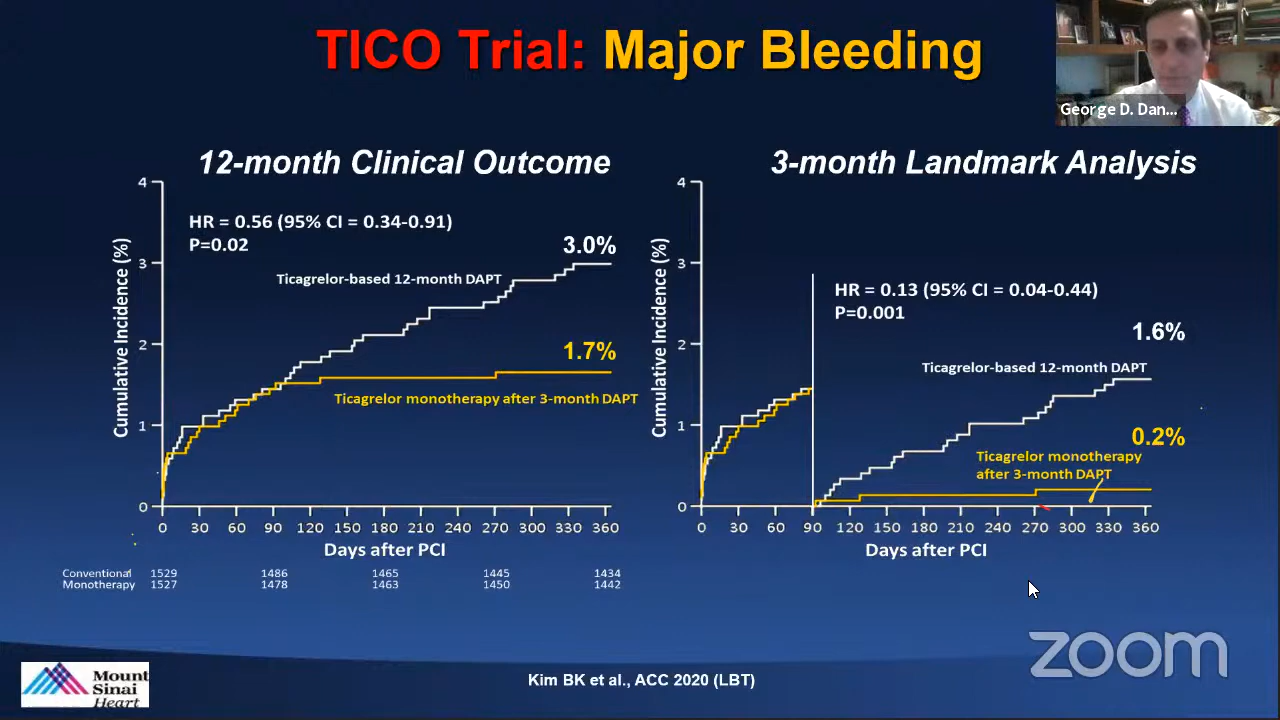 TICO Trial: Major Bleeding
George D. Dan...
12-month Clinical Outcome
3-month Landmark Analysis
Cumulative Incidence (%)
4
3
2
1
0
HR = 0.56 (95% CI = 0.34-0.91)
P=0.02
3.0%
Ticagrelor-based 12-month DAPT
1.7%
Ticagrelor monotherapy after 3-month DAPT
0 30 60 90 120 150 180 210 240 270 300 330 360
Days after PCI
Conventional 1529 1486 1465 1445 1434
Monotherapy 1527 1478 1463 1450 1442
Cumulative Incidence (%)
4
3
2
1
0
HR = 0.13 (95% CI = 0.04-0.44)
P=0.001
1.6%
Ticagrelor-based 12-month DAPT
0.2%
Ticagrelor monotherapy
after 3-month DAPT
0 30 60 90 120 150 180 210 240 270 300 330 360
Days after PCI
zoom
Mount
Sinai
Heart
Kim BK et al., ACC 2020 (LBT)